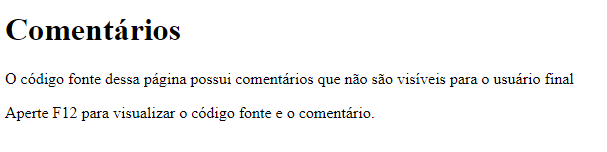 Comentários
O código fonte dessa página possui comentários que não são visíveis para o usuário final
Aperte F12 para visualizar o código fonte e o comentário.